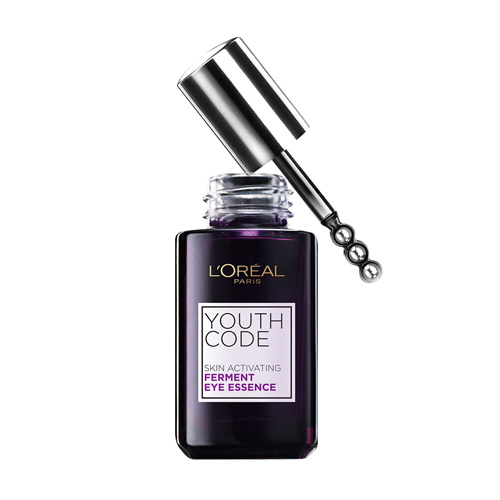 L'ORÉAL
PARIS
YOUTH
CODE
SKIN ACTIVATING
FERMENT
EYE ESSENCE